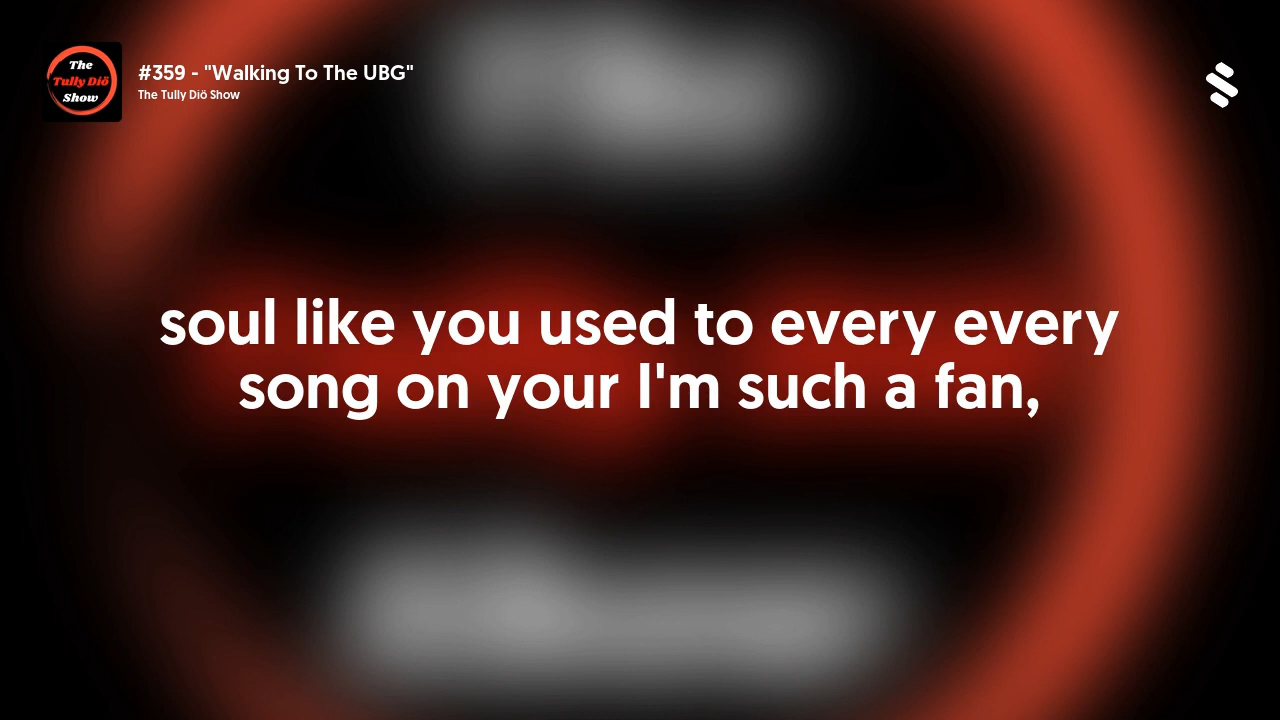 The
Tully Diö
Show
#359 - "Walking To The UBG"
The Tully Diö Show
soul like you used to every every
song on your I'm such a fan,